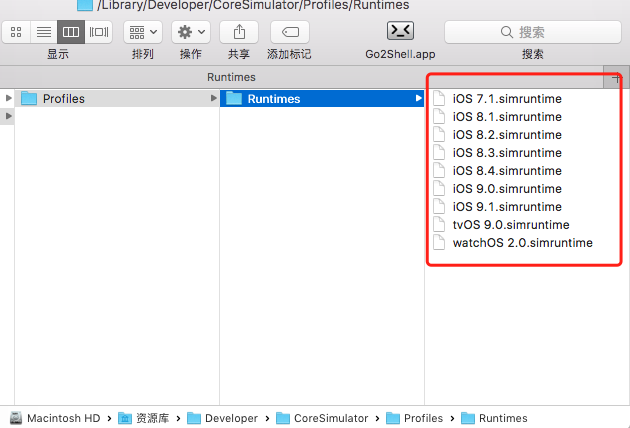 /Library/Developer/CoreSimulator/Profiles/Runtimes
显示 排列 操作 共享 添加标记 Go2Shell.app 搜索
搜索
Runtimes
Profiles
Runtimes
iOS 7.1.simruntime
iOS 8.1.simruntime
iOS 8.2.simruntime
iOS 8.3.simruntime
iOS 8.4.simruntime
iOS 9.0.simruntime
iOS 9.1.simruntime
tvOS 9.0.simruntime
watchOS 2.0.simruntime
Macintosh HD 资源库 Developer CoreSimulator Profiles Runtimes